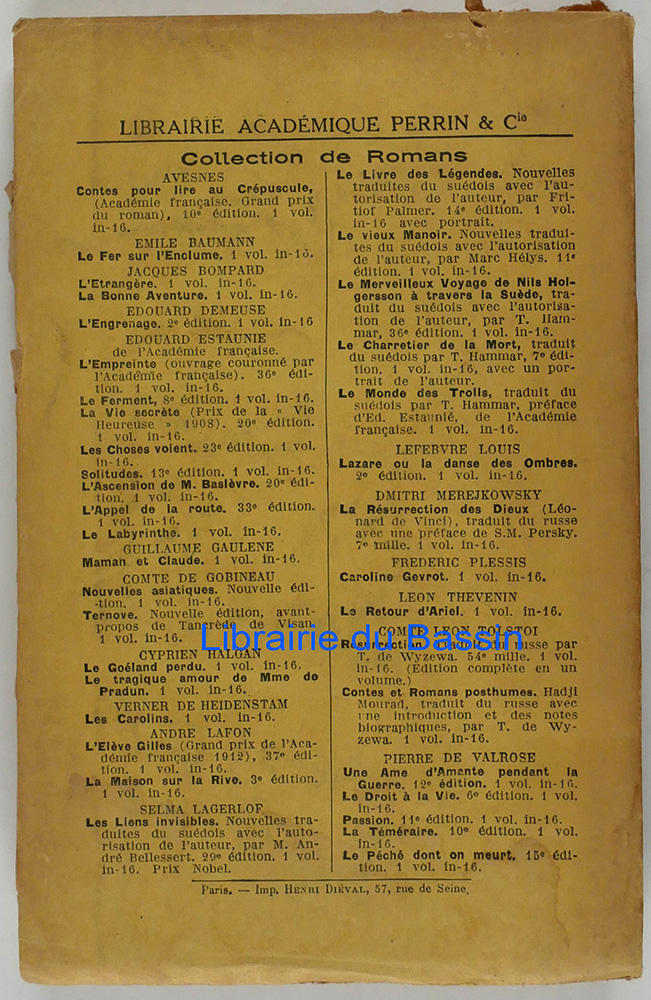 LIBRAIRIE ACADÉMIQUE PERRIN & Cie
Collection de Romans
AVESNES
Contes pour lire au Crépuscule,
(Académie française. Grand prix
du roman), 10e édition. 1 vol.
in-16.
EMILE BAUMANN
Le Fer sur l'Enclume. 1 vol. in-16.
JACQUES BOMPARD
L'Etrangère. 1 vol. in-16.
La Bonne Aventure. 1 vol. in-16.
EDOUARD DEMEUSE
L'Engrenage. 2e édition. 1 vol. in-16
EDOUARD ESTAUNIE
de l'Académie française.
L'Empreinte (ouvrage couronné par
l'Académie française). 36e édi-
tion. 1 vol. in-16.
Le Ferment, 8e édition. 1 vol. in-16.
La Vie secrète (Prix de la « Vie
Heureuse » 1908). 20e édition.
1 vol. in-16.
Les Choses voient. 23e édition. 1 vol.
in-16.
Solitudes. 13e édition. 1 vol. in-16.
L'Ascension de M. Baslèvre. 20e édi-
tion. 1 vol. in-16.
L'Appel de la route. 33e édition.
1 vol. in-16.
Le Labyrinthe. 1 vol. in-16.
GUILLAUME GAULENE
Maman et Claude. 1 vol. in-16.
COMTE DE GOBINEAU
Nouvelles asiatiques. Nouvelle édi-
tion. 1 vol. in-16.
Ternove. Nouvelle édition, avant-
propos de Tancrède de Visan.
1 vol. in-16.
CYPRIEN HALGAN
Le Goéland perdu. 1 vol. in-16.
Le tragique amour de Mme de
Pradun. 1 vol. in-16.
VERNER DE HEIDENSTAM
Les Carolins. 1 vol. in-16.
ANDRE LAFON
L'Elève Gilles (Grand prix de l'Aca-
démie française 1912), 37e édi-
tion. 1 vol. in-16.
La Maison sur la Rive. 3e édition.
1 vol. in-16.
SELMA LAGERLOF
Les Liens invisibles. Nouvelles tra-
duites du suédois avec l'auto-
risation de l'auteur, par M. An-
dré Bellessert. 29e édition. 1 vol.
in-16. Prix Nobel.
Le Livre des Légendes. Nouvelles
traduites du suédois avec l'au-
torisation de l'auteur, par Fri-
tiof Palmer. 14e édition. 1 vol.
in-16 avec portrait.
Le vieux Manoir. Nouvelles tradui-
tes du suédois avec l'autorisation
de l'auteur, par Marc Hélys. 11e
édition. 1 vol. in-16.
Le Merveilleux Voyage de Nils Hol-
gersson à travers la Suède, tra-
duit du suédois avec l'autorisa-
tion de l'auteur, par T. Ham-
mar, 36e édition. 1 vol. in-16.
Le Charretier de la Mort, traduit
du suédois par T. Hammar, 7e édi-
tion. 1 vol. in-16, avec un por-
trait de l'auteur.
Le Monde des Trolls, traduit du
suédois par T. Hammar, préface
d'Ed. Estaunié, de l'Académie
française. 1 vol. in-16.
LEFEBVRE LOUIS
Lazare ou la danse des Ombres.
2e édition. 1 vol. in-16.
DMITRI MEREJKOWSKY
La Résurrection des Dieux (Léo-
nard de Vinci), traduit du russe
avec une préface de S.M. Persky.
7e mille. 1 vol. in-16.
FREDERIC PLESSIS
Caroline Gevrot. 1 vol. in-16.
LEON THEVENIN
Le Retour d'Ariel. 1 vol. in-16.
COMTE LEON TOLSTOI
Résurrection, traduit du russe par
T. de Wyzewa. 54e mille. 1 vol.
in-16. (Edition complète en un
volume.)
Contes et Romans posthumes. Hadji
Mourad, traduit du russe avec
une introduction et des notes
biographiques, par T. de Wy-
zewa. 1 vol. in-16.
PIERRE DE VALROSE
Une Ame d'Amante pendant la
Guerre. 12e édition. 1 vol. in-16.
Le Droit à la Vie. 6e édition. 1 vol.
in-16.
Passion. 11e édition. 1 vol. in-16.
La Téméraire. 10e édition. 1 vol.
in-16.
Le Péché dont on meurt. 15e édi-
tion. 1 vol. in-16.
Paris. — Imp. HENRI DIÉVAL, 57, rue de Seine.
Librairie du Bassin